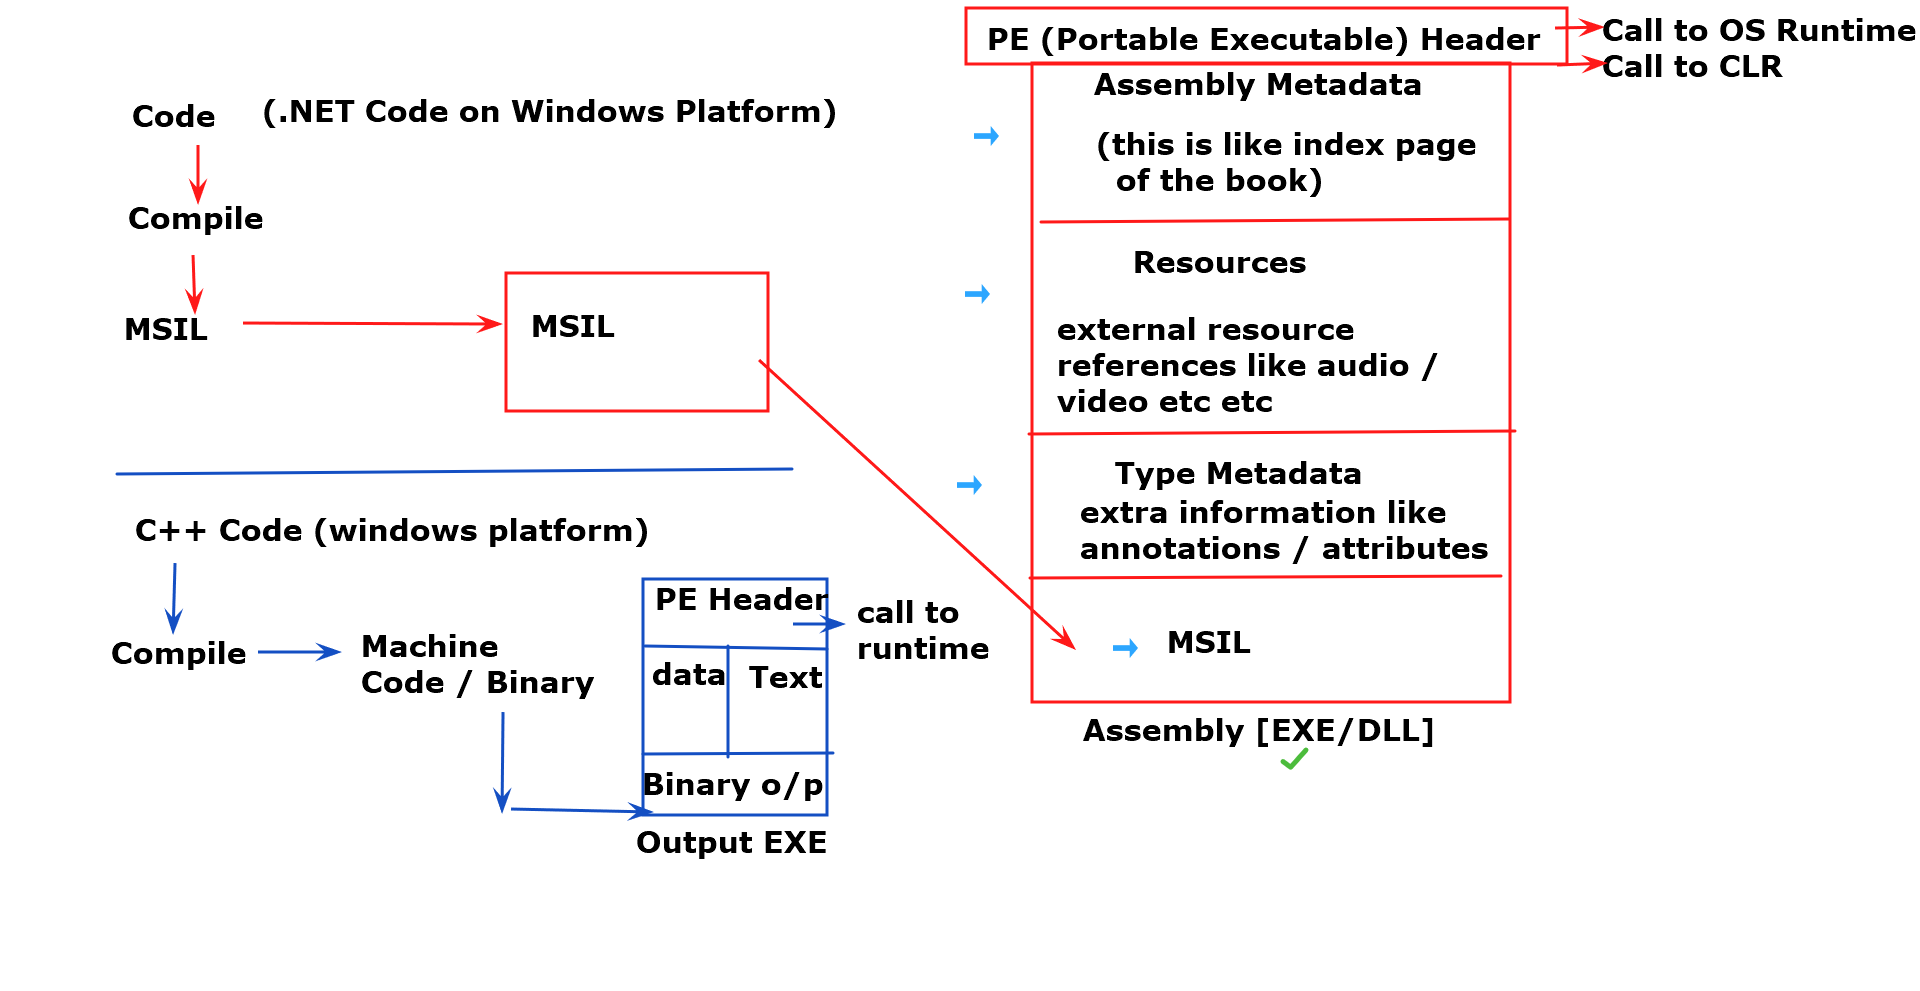 Code
(.NET Code on Windows Platform)
Compile
MSIL
MSIL
C++ Code (windows platform)
Compile
Machine
Code / Binary
PE Header
call to
runtime
data
Text
Binary o/p
Output EXE
PE (Portable Executable) Header
Call to OS Runtime
Call to CLR
Assembly Metadata
(this is like index page
of the book)
Resources
external resource
references like audio /
video etc etc
Type Metadata
extra information like
annotations / attributes
MSIL
Assembly [EXE/DLL]